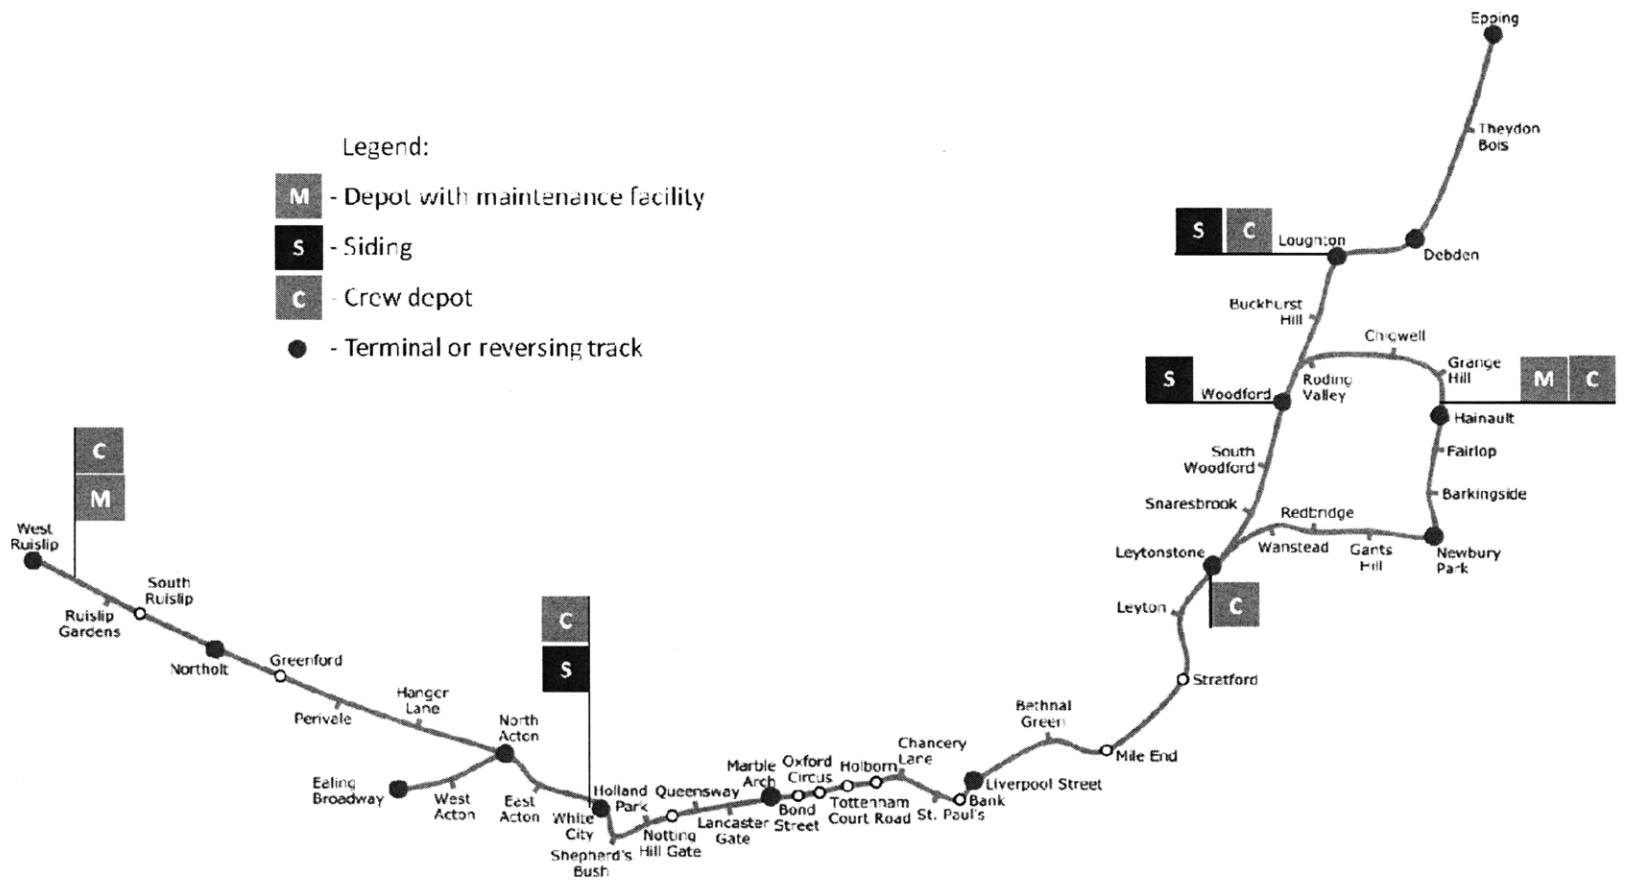 Epping
Theydon
Bois
Legend:
M - Depot with maintenance facility
S - Siding
C - Crew depot
- Terminal or reversing track
S C
Loughton
Debden
Buckhurst
Hill
Chigwell
Grange
Hill
M C
S
Woodford
Roding
Valley
Hainault
Fairlop
South
Woodford
Barkingside
Snaresbrook
Redbridge
Wanstead
Gants
Hill
Newbury
Park
Leytonstone
C
Leyton
Stratford
C
M
West
Ruislip
South
Ruislip
Ruislip
Gardens
Northolt
Greenford
Perivale
Hanger
Lane
North
Acton
Ealing
Broadway
West
Acton
East
Acton
C
S
White
City
Holland
Park
Shepherd's
Bush
Notting
Hill Gate
Queensway
Lancaster
Gate
Marble
Arch
Bond
Street
Oxford
Circus
Tottenham
Court Road
Holborn
Chancery
Lane
St. Paul's
Bank
Liverpool Street
Bethnal
Green
Mile End